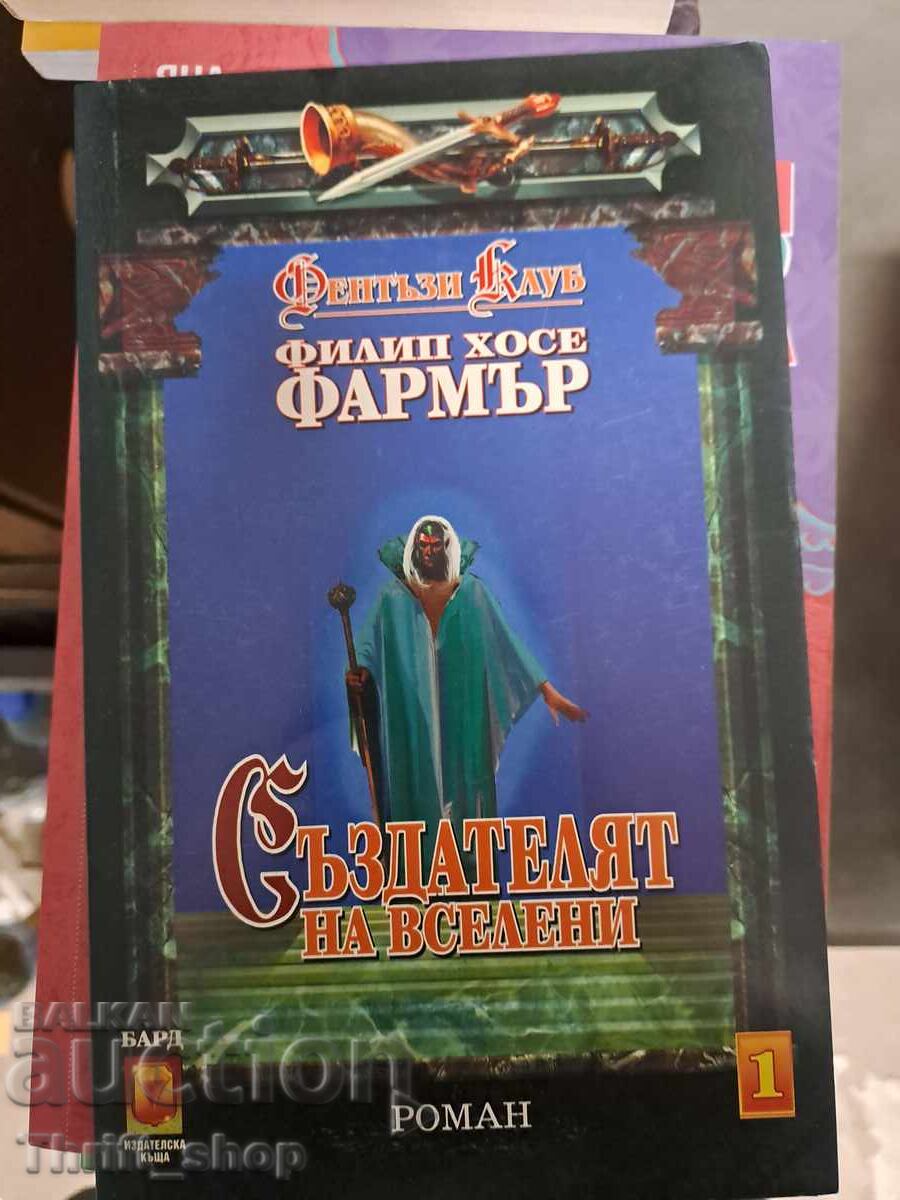 Фентъзи Клуб
ФИЛИП ХОСЕ
ФАРМЪР
СЪЗДАТЕЛЯТ
НА ВСЕЛЕНИ
БАРД
ИЗДАТЕЛСКА
КЪЩА
РОМАН
1
BALKAN
auction
Thrift_shop